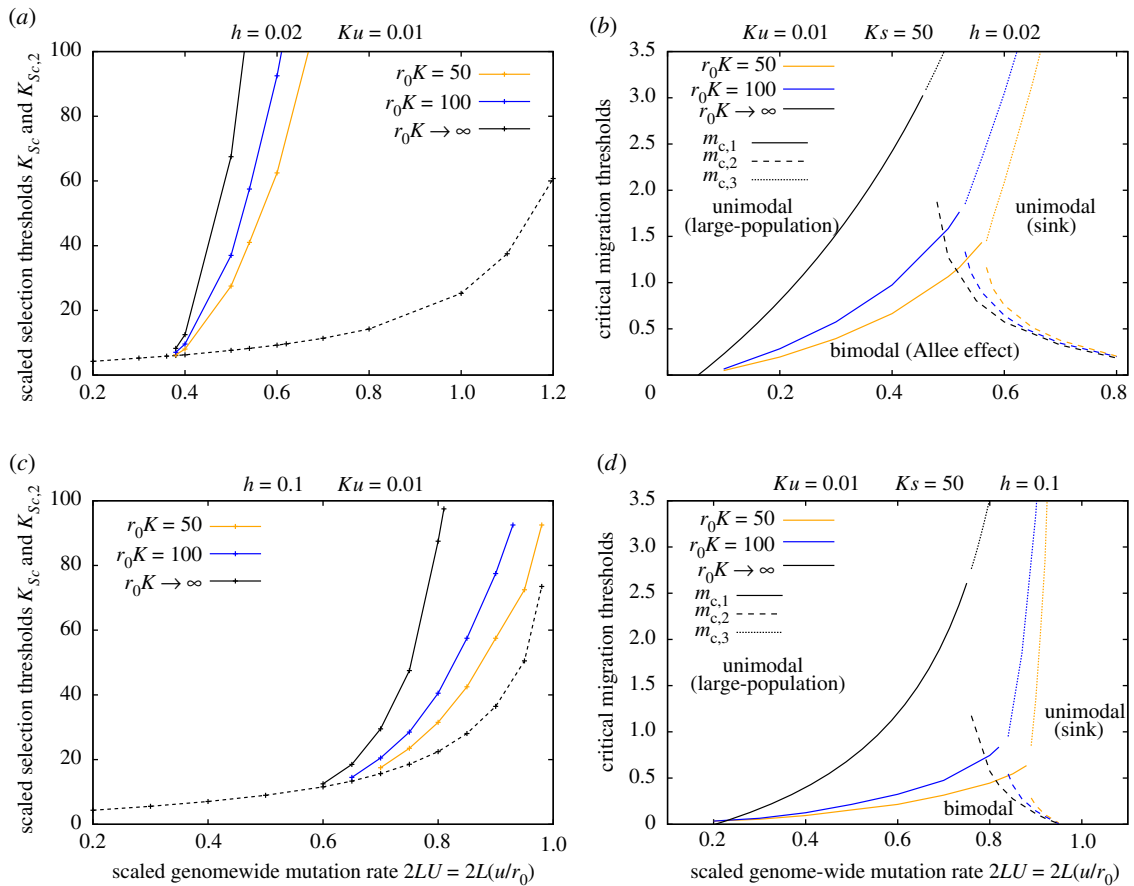 (a)
h = 0.02 Ku = 0.01
scaled selection thresholds K_{Sc} and K_{Sc,2}
100
80
60
40
20
0
r_0K = 50
r_0K = 100
r_0K → ∞
0.2 0.4 0.6 0.8 1.0 1.2
(b)
Ku = 0.01 Ks = 50 h = 0.02
critical migration thresholds
3.5
3.0
2.5
2.0
1.5
1.0
0.5
0
r_0K = 50
r_0K = 100
r_0K → ∞
m_{c,1}
m_{c,2}
m_{c,3}
unimodal
(large-population)
unimodal
(sink)
bimodal (Allee effect)
0.2 0.4 0.6 0.8
(c)
h = 0.1 Ku = 0.01
scaled selection thresholds K_{Sc} and K_{Sc,2}
100
80
60
40
20
0
r_0K = 50
r_0K = 100
r_0K → ∞
0.2 0.4 0.6 0.8 1.0
scaled genomewide mutation rate 2LU = 2L(u/r_0)
(d)
Ku = 0.01 Ks = 50 h = 0.1
critical migration thresholds
3.5
3.0
2.5
2.0
1.5
1.0
0.5
0
r_0K = 50
r_0K = 100
r_0K → ∞
m_{c,1}
m_{c,2}
m_{c,3}
unimodal
(large-population)
unimodal
(sink)
bimodal
0.2 0.4 0.6 0.8 1.0
scaled genome-wide mutation rate 2LU = 2L(u/r_0)